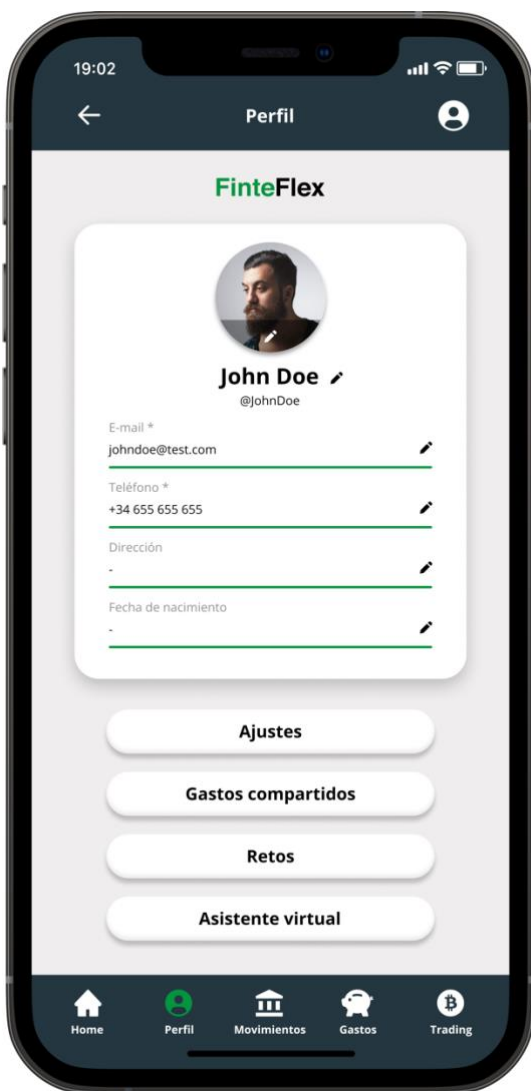 19:02
Perfil
FinteFlex
John Doe
@JohnDoe
E-mail *
johndoe@test.com
Teléfono *
+34 655 655 655
Dirección
-
Fecha de nacimiento
-
Ajustes
Gastos compartidos
Retos
Asistente virtual
Home Perfil Movimientos Gastos Trading